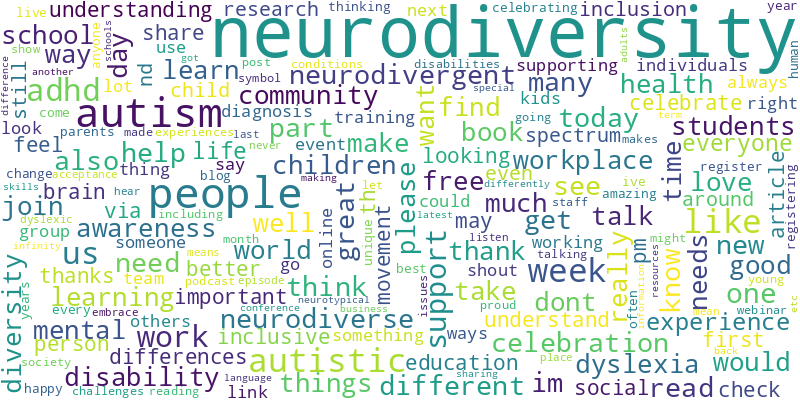 live
understanding
research
thinking
next
celebrating
inclusion
year
school
share
neurodiversity
way
day
use
show
anyone
schools
got
post
conditions
disabilities
supporting
individuals
adults
human
difference
still
adhd
nd
learn
symbol
neurodivergent
many
special
health
always
another
lot
child
community
training
want
find
kids
celebrate
right
come
autism
diagnosis
part
going
today
students
look
parents
made
experiences
last
event
make
book
spectrum
makes
term
everyone
feel
also
help
life
never
say
children
please
looking
workplace
time
change
acceptance
thing
blog
making
let
even
differently
ive
register
brain
hear
free
see
love
article
registering
skills
join
via
people
great
th
much
could
staff
amazing
around
dyslexic
including
unique
movement
latest
get
talk
like
group
awareness
well
online
may
us
infinity
means
someone
month
world
support
thank
listen
working
really
pm
might
new
thanks
team
need
better
go
think
best
shout
talking
week
know
needs
good
diversity
years
learning
important
podcast
episode
neurotypical
issues
take
dont
often
information
resources
mean
young
one
every
embrace
conference
business
proud
webinar
etc
mental
others
work
neurodiverse
ways
understand
experience
person
inclusive
something
celebration
first
society
differences
autistic
education
place
dyslexia
back
would
disability
language
things
different
sharing
im
social
read
check
happy
challenges
reading
link